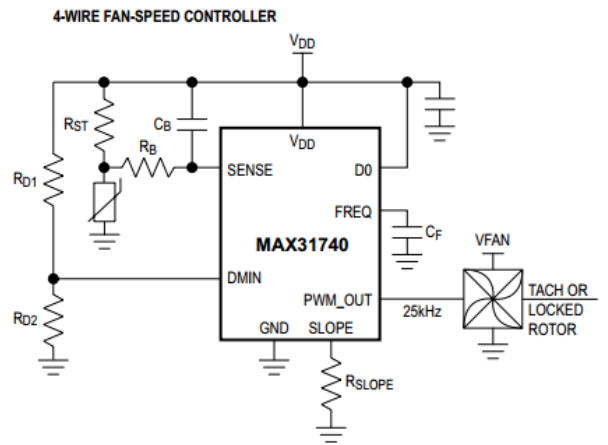 4-WIRE FAN-SPEED CONTROLLER
VDD
RST
CB
RB
VDD
SENSE
D0
RD1
FREQ
CF
MAX31740
VFAN
DMIN
PWM_OUT
25kHz
TACH OR
LOCKED
ROTOR
RD2
GND
SLOPE
RSLOPE